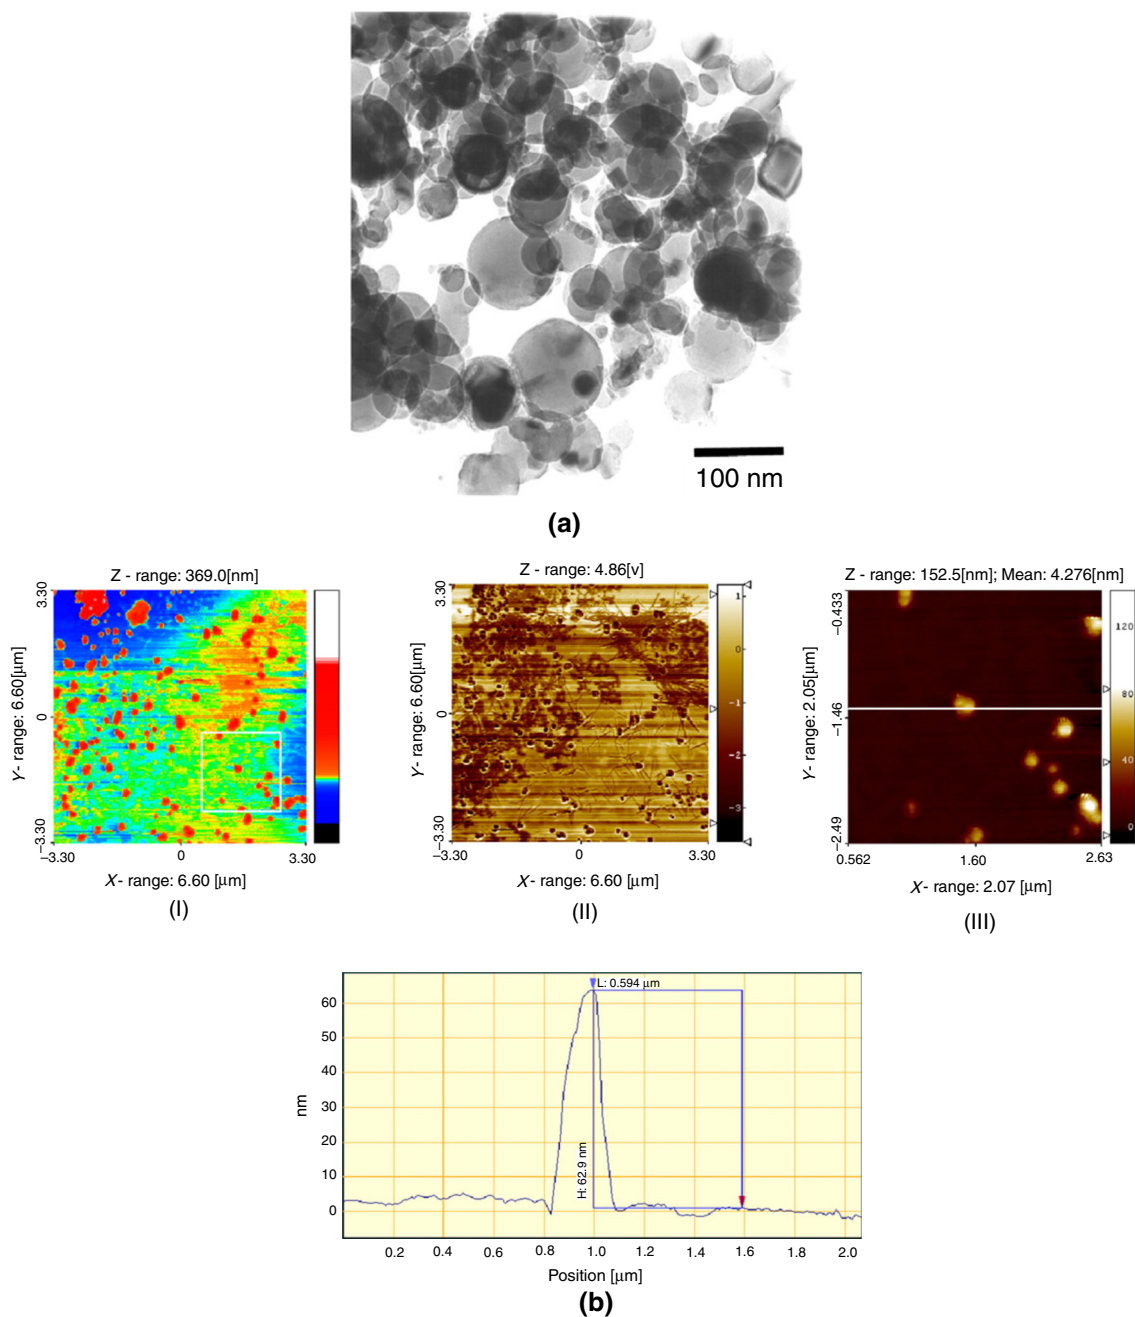 100 nm
(a)
Z - range: 369.0[nm]
3.30
Y- range: 6.60[μm]
0
–3.30
–3.30
0
3.30
X- range: 6.60 [μm]
(I)
Z - range: 4.86[v]
3.30
Y- range: 6.60[μm]
0
–3.30
1
0
–1
–2
–3
–3.30
0
3.30
X- range: 6.60 [μm]
(II)
Z - range: 152.5[nm]; Mean: 4.276[nm]
–0.433
Y- range: 2.05[μm]
–1.46
–2.49
120
80
40
0
0.562
1.60
2.63
X- range: 2.07 [μm]
(III)
L: 0.594 μm
60
50
40
30
20
10
0
nm
H: 62.9 nm
0.2
0.4
0.6
0.8
1.0
1.2
1.4
1.6
1.8
2.0
Position [μm]
(b)